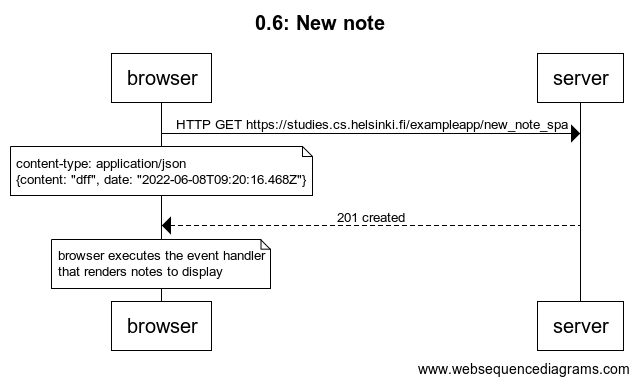 0.6: New note
browser
server
HTTP GET https://studies.cs.helsinki.fi/exampleapp/new_note_spa
content-type: application/json
{content: "dff", date: "2022-06-08T09:20:16.468Z"}
201 created
browser executes the event handler
that renders notes to display
browser
server
www.websequencediagrams.com